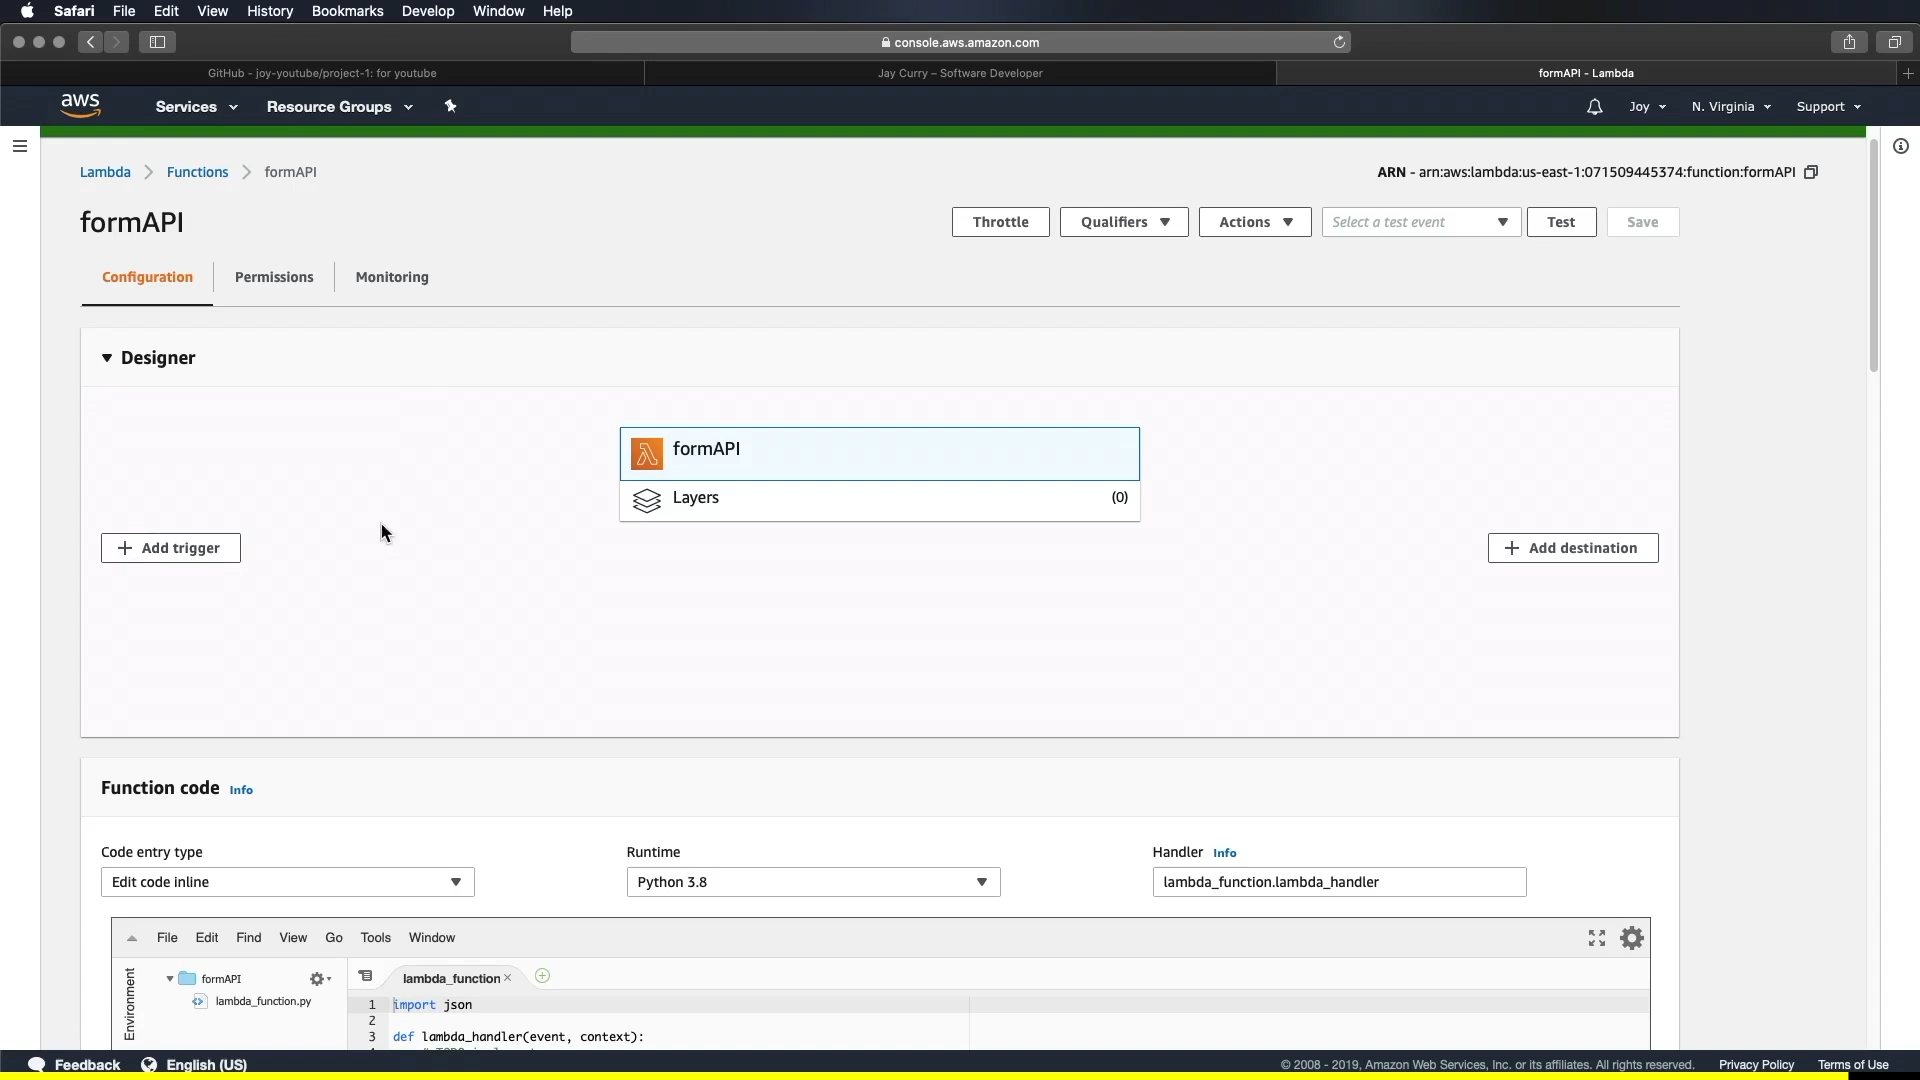 Safari File Edit View History Bookmarks Develop Window Help
console.aws.amazon.com
GitHub - joy-youtube/project-1: for youtube
Jay Curry – Software Developer
formAPI - Lambda
aws Services Resource Groups Joy N. Virginia Support
Lambda Functions formAPI
ARN - arn:aws:lambda:us-east-1:071509445374:function:formAPI
formAPI
Throttle Qualifiers Actions Select a test event Test Save
Configuration Permissions Monitoring
Designer
formAPI
Layers (0)
+ Add trigger
+ Add destination
Function code Info
Code entry type Runtime Handler Info
Edit code inline Python 3.8 lambda_function.lambda_handler
File Edit Find View Go Tools Window
Environment
formAPI
lambda_function.py
lambda_function ×
1 import json
2
3 def lambda_handler(event, context):
Feedback English (US)
© 2008 - 2019, Amazon Web Services, Inc. or its affiliates. All rights reserved. Privacy Policy Terms of Use